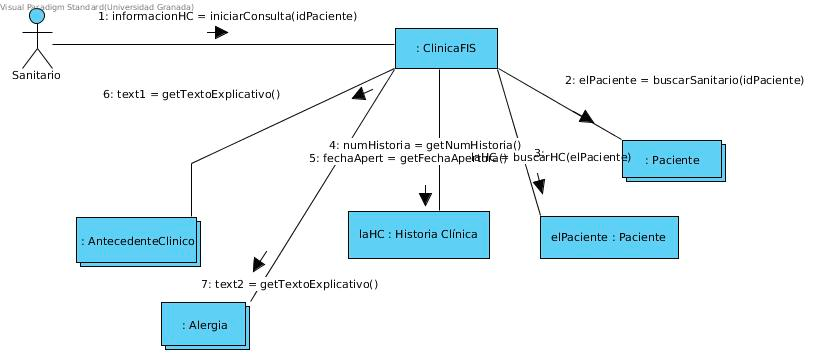 Visual Paradigm Standard(Universidad Granada)
1: informacionHC = iniciarConsulta(idPaciente)
: ClinicaFIS
Sanitario
2: elPaciente = buscarSanitario(idPaciente)
6: text1 = getTextoExplicativo()
4: numHistoria = getNumHistoria()
3:
5: fechaApert = getFechaApertura()
laHC = buscarHC(elPaciente)
: Paciente
: AntecedenteClinico
laHC : Historia Clínica
elPaciente : Paciente
7: text2 = getTextoExplicativo()
: Alergia